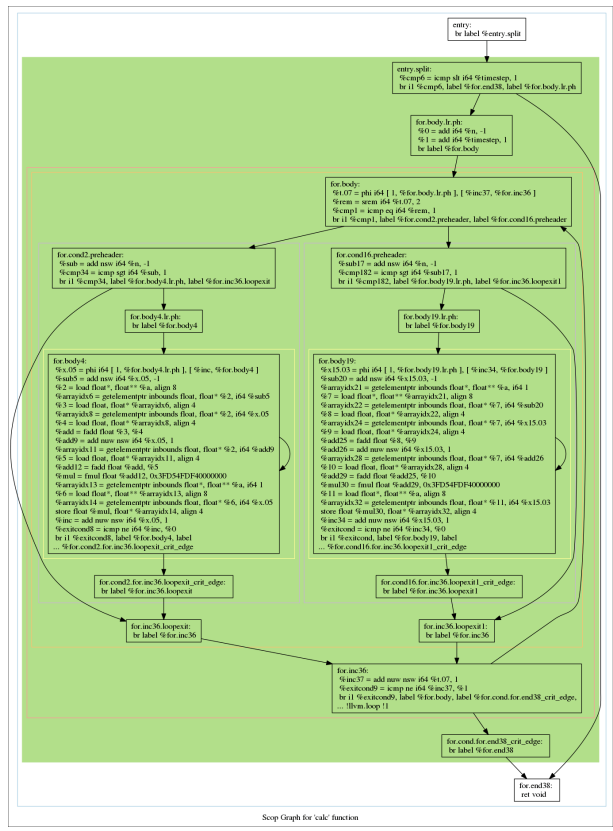 entry:
br label %entry.split
entry.split:
%cmp6 = icmp slt i64 %timestep, 1
br i1 %cmp6, label %for.end38, label %for.body.lr.ph
for.body.lr.ph:
%0 = add i64 %n, -1
%1 = add i64 %timestep, 1
br label %for.body
for.body:
%t.07 = phi i64 [ 1, %for.body.lr.ph ], [ %inc37, %for.inc36 ]
%rem = srem i64 %t.07, 2
%cmp1 = icmp eq i64 %rem, 1
br i1 %cmp1, label %for.cond2.preheader, label %for.cond16.preheader
for.cond2.preheader:
%sub = add nsw i64 %n, -1
%cmp34 = icmp sgt i64 %sub, 1
br i1 %cmp34, label %for.body4.lr.ph, label %for.inc36.loopexit
for.cond16.preheader:
%sub17 = add nsw i64 %n, -1
%cmp182 = icmp sgt i64 %sub17, 1
br i1 %cmp182, label %for.body19.lr.ph, label %for.inc36.loopexit1
for.body4.lr.ph:
br label %for.body4
for.body19.lr.ph:
br label %for.body19
for.body4:
%x.05 = phi i64 [ 1, %for.body4.lr.ph ], [ %inc, %for.body4 ]
%sub5 = add nsw i64 %x.05, -1
%2 = load float*, float** %a, align 8
%arrayidx6 = getelementptr inbounds float, float* %2, i64 %sub5
%3 = load float, float* %arrayidx6, align 4
%arrayidx8 = getelementptr inbounds float, float* %2, i64 %x.05
%4 = load float, float* %arrayidx8, align 4
%add = fadd float %3, %4
%add9 = add nuw nsw i64 %x.05, 1
%arrayidx11 = getelementptr inbounds float, float* %2, i64 %add9
%5 = load float, float* %arrayidx11, align 4
%add12 = fadd float %add, %5
%mul = fmul float %add12, 0x3FD54FDF40000000
%arrayidx13 = getelementptr inbounds float*, float** %a, i64 1
%6 = load float*, float** %arrayidx13, align 8
%arrayidx14 = getelementptr inbounds float, float* %6, i64 %x.05
store float %mul, float* %arrayidx14, align 4
%inc = add nuw nsw i64 %x.05, 1
%exitcond8 = icmp ne i64 %inc, %0
br i1 %exitcond8, label %for.body4, label
... %for.cond2.for.inc36.loopexit_crit_edge
for.body19:
%x15.03 = phi i64 [ 1, %for.body19.lr.ph ], [ %inc34, %for.body19 ]
%sub20 = add nsw i64 %x15.03, -1
%arrayidx21 = getelementptr inbounds float*, float** %a, i64 1
%7 = load float*, float** %arrayidx21, align 8
%arrayidx22 = getelementptr inbounds float, float* %7, i64 %sub20
%8 = load float, float* %arrayidx22, align 4
%arrayidx24 = getelementptr inbounds float, float* %7, i64 %x15.03
%9 = load float, float* %arrayidx24, align 4
%add25 = fadd float %8, %9
%add26 = add nuw nsw i64 %x15.03, 1
%arrayidx28 = getelementptr inbounds float, float* %7, i64 %add26
%10 = load float, float* %arrayidx28, align 4
%add29 = fadd float %add25, %10
%mul30 = fmul float %add29, 0x3FD54FDF40000000
%11 = load float*, float** %a, align 8
%arrayidx32 = getelementptr inbounds float, float* %11, i64 %x15.03
store float %mul30, float* %arrayidx32, align 4
%inc34 = add nuw nsw i64 %x15.03, 1
%exitcond = icmp ne i64 %inc34, %0
br i1 %exitcond, label %for.body19, label
... %for.cond16.for.inc36.loopexit1_crit_edge
for.cond2.for.inc36.loopexit_crit_edge:
br label %for.inc36.loopexit
for.cond16.for.inc36.loopexit1_crit_edge:
br label %for.inc36.loopexit1
for.inc36.loopexit:
br label %for.inc36
for.inc36.loopexit1:
br label %for.inc36
for.inc36:
%inc37 = add nuw nsw i64 %t.07, 1
%exitcond9 = icmp ne i64 %inc37, %1
br i1 %exitcond9, label %for.body, label %for.cond.for.end38_crit_edge,
... !llvm.loop !1
for.cond.for.end38_crit_edge:
br label %for.end38
for.end38:
ret void
Scop Graph for 'calc' function